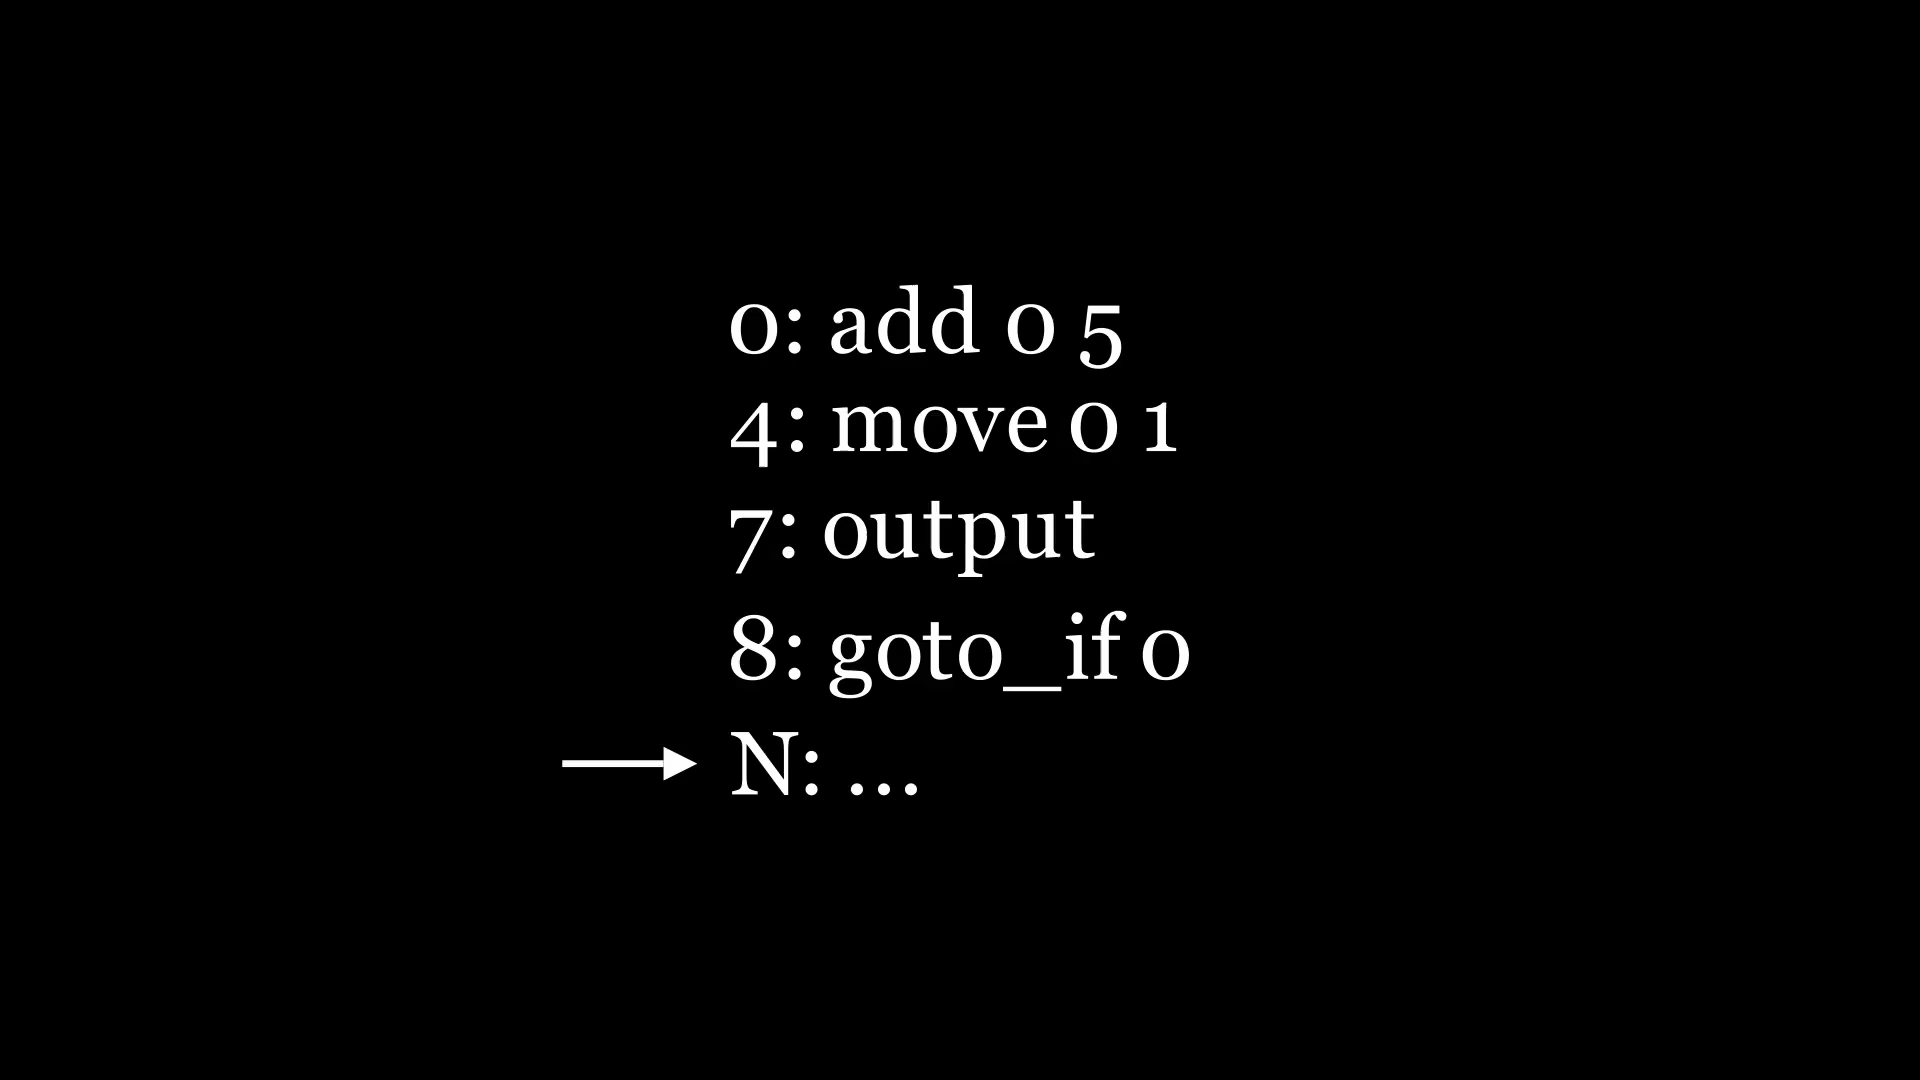 0: add 0 5
4: move 0 1
7: output
8: goto_if 0
N: ...